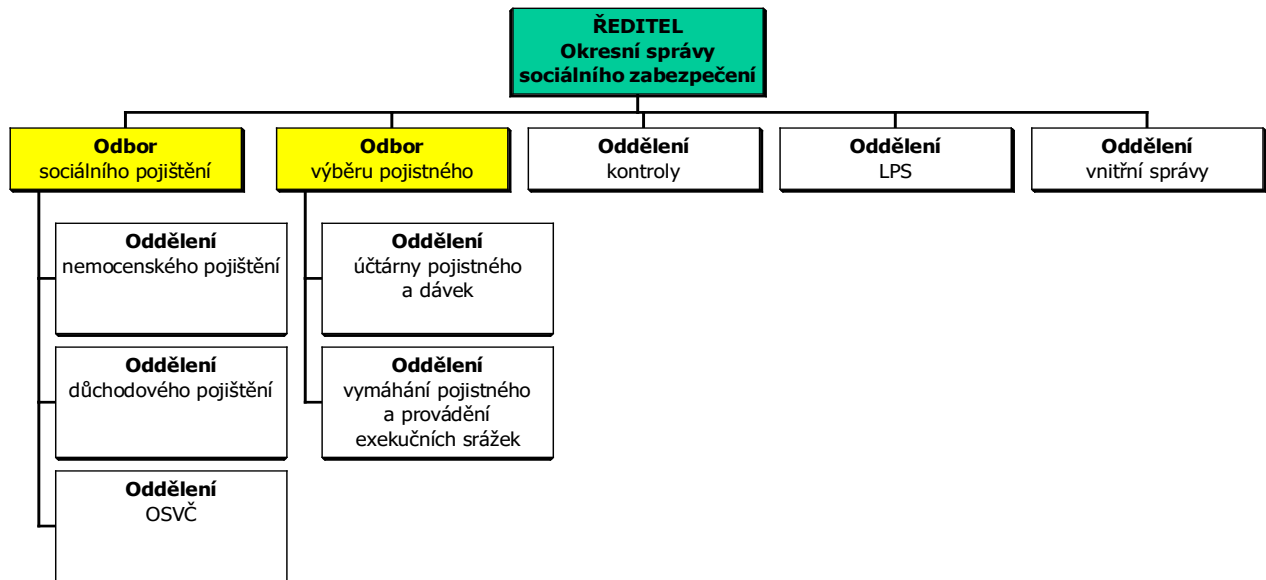 ŘEDITEL
Okresní správy
sociálního zabezpečení
Odbor
sociálního pojištění
Odbor
výběru pojistného
Oddělení
kontroly
Oddělení
LPS
Oddělení
vnitřní správy
Oddělení
nemocenského pojištění
Oddělení
účtárny pojistného
a dávek
Oddělení
důchodového pojištění
Oddělení
vymáhání pojistného
a provádění
exekučních srážek
Oddělení
OSVČ